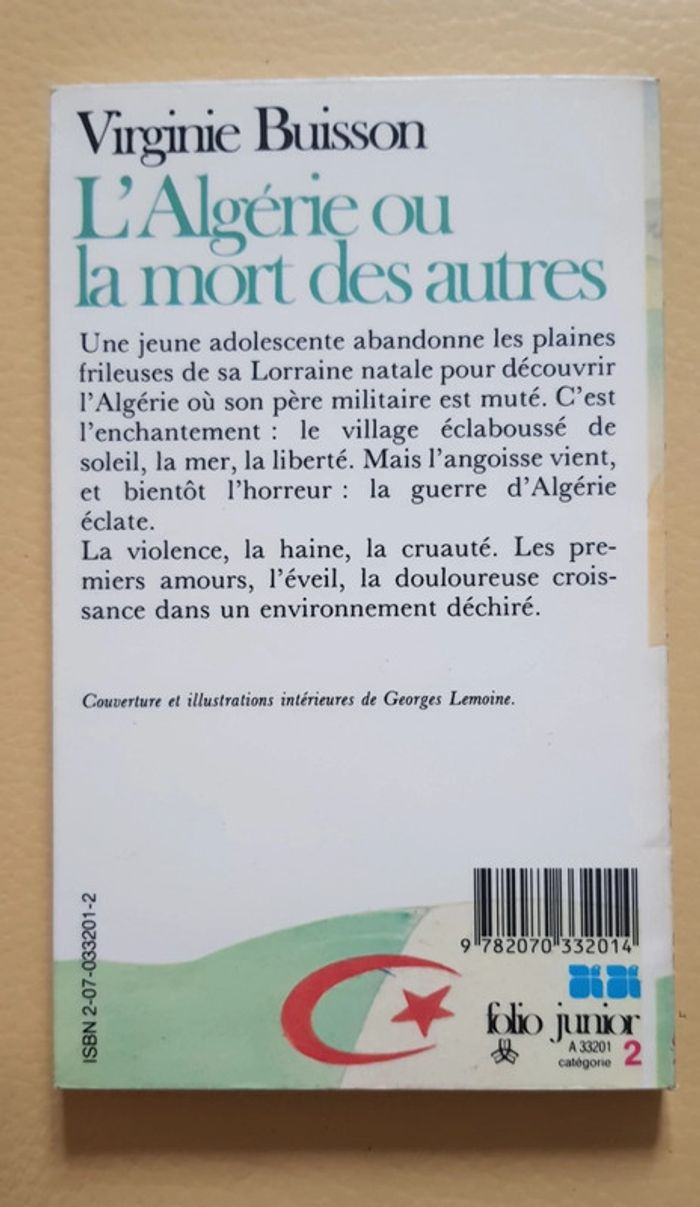 Virginie Buisson
L'Algérie ou
la mort des autres
Une jeune adolescente abandonne les plaines
frileuses de sa Lorraine natale pour découvrir
l'Algérie où son père militaire est muté. C'est
l'enchantement : le village éclaboussé de
soleil, la mer, la liberté. Mais l'angoisse vient,
et bientôt l'horreur : la guerre d'Algérie
éclate.
La violence, la haine, la cruauté. Les pre-
miers amours, l'éveil, la douloureuse crois-
sance dans un environnement déchiré.
Couverture et illustrations intérieures de Georges Lemoine.
ISBN 2-07-033201-2
9 782070 332014
folio junior
A 33201
catégorie 2